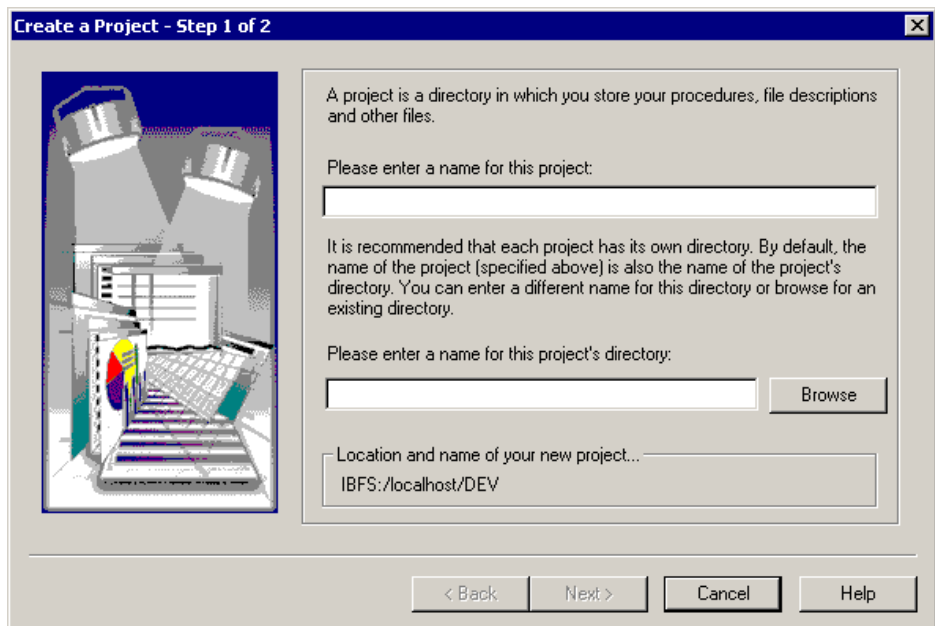 Create a Project - Step 1 of 2
A project is a directory in which you store your procedures, file descriptions
and other files.
Please enter a name for this project:
It is recommended that each project has its own directory. By default, the
name of the project (specified above) is also the name of the project's
directory. You can enter a different name for this directory or browse for an
existing directory.
Please enter a name for this project's directory:
Browse
Location and name of your new project...
IBFS:/localhost/DEV
< Back
Next >
Cancel
Help